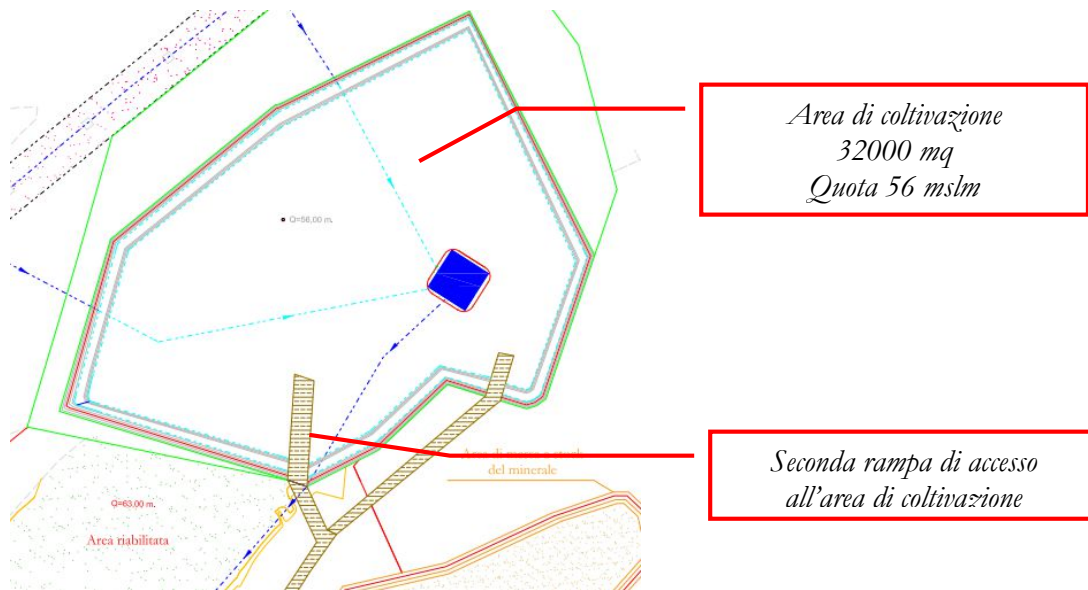 Area di coltivazione
32000 mq
Quota 56 mslm
Q=56,00 m.
del minerale
Seconda rampa di accesso
all'area di coltivazione
Q=63,00 m.
Area riabilitata